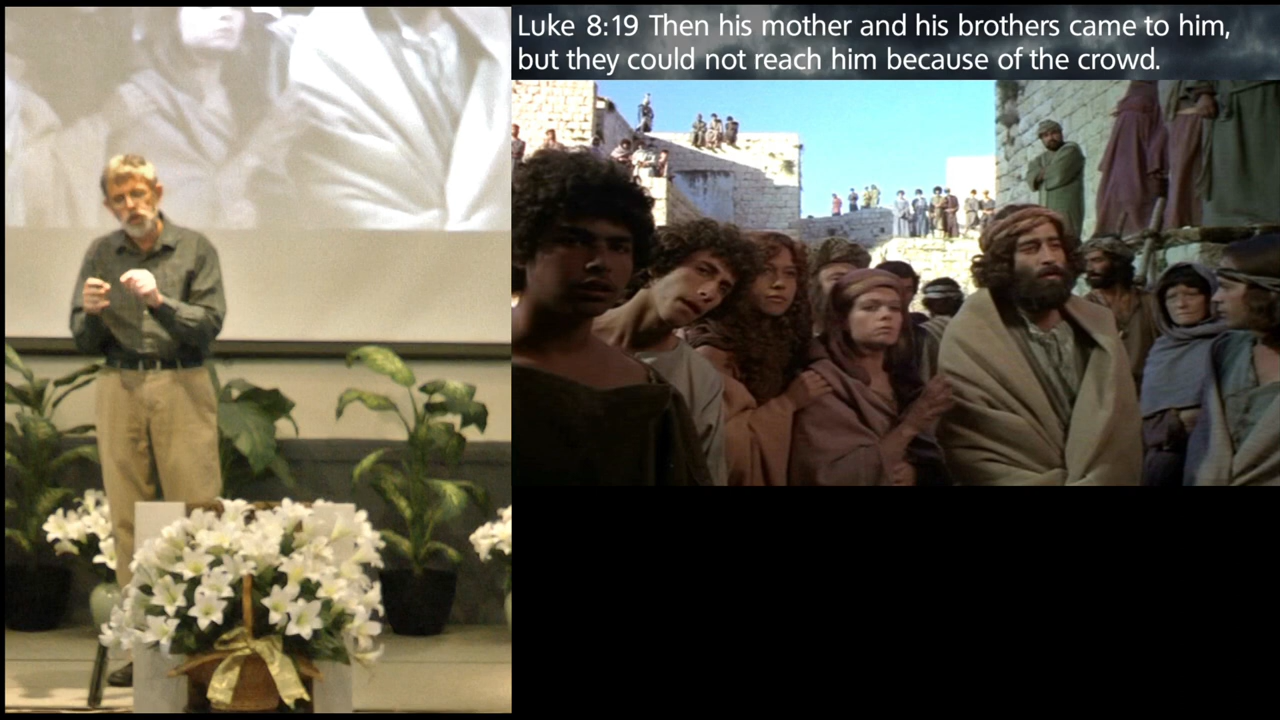 Luke 8:19 Then his mother and his brothers came to him,
but they could not reach him because of the crowd.